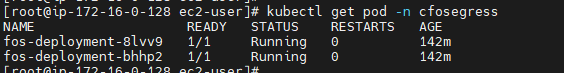 [root@ip-172-16-0-128 ec2-user]# kubectl get pod -n cfosegress
NAME READY STATUS RESTARTS AGE
fos-deployment-8lvv9 1/1 Running 0 142m
fos-deployment-bhhp2 1/1 Running 0 142m
[root@ip-172-16-0-128 ec2-user]#